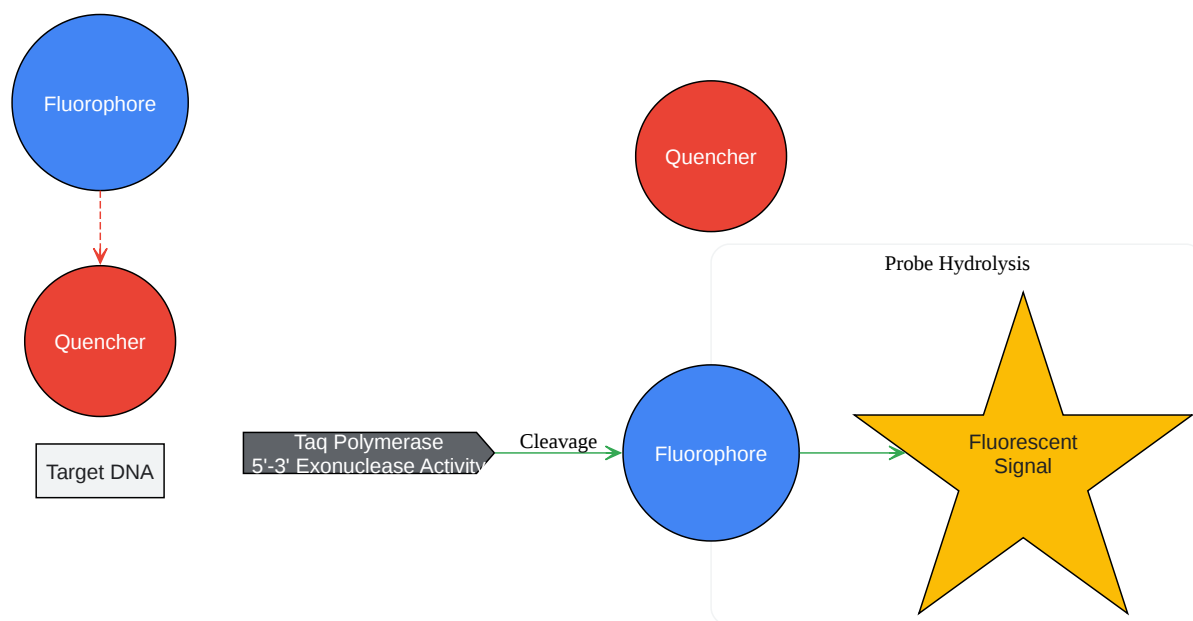 Fluorophore
Quencher
Target DNA
Taq Polymerase
5'-3' Exonuclease Activity
Cleavage
Quencher
Probe Hydrolysis
Fluorophore
Fluorescent
Signal